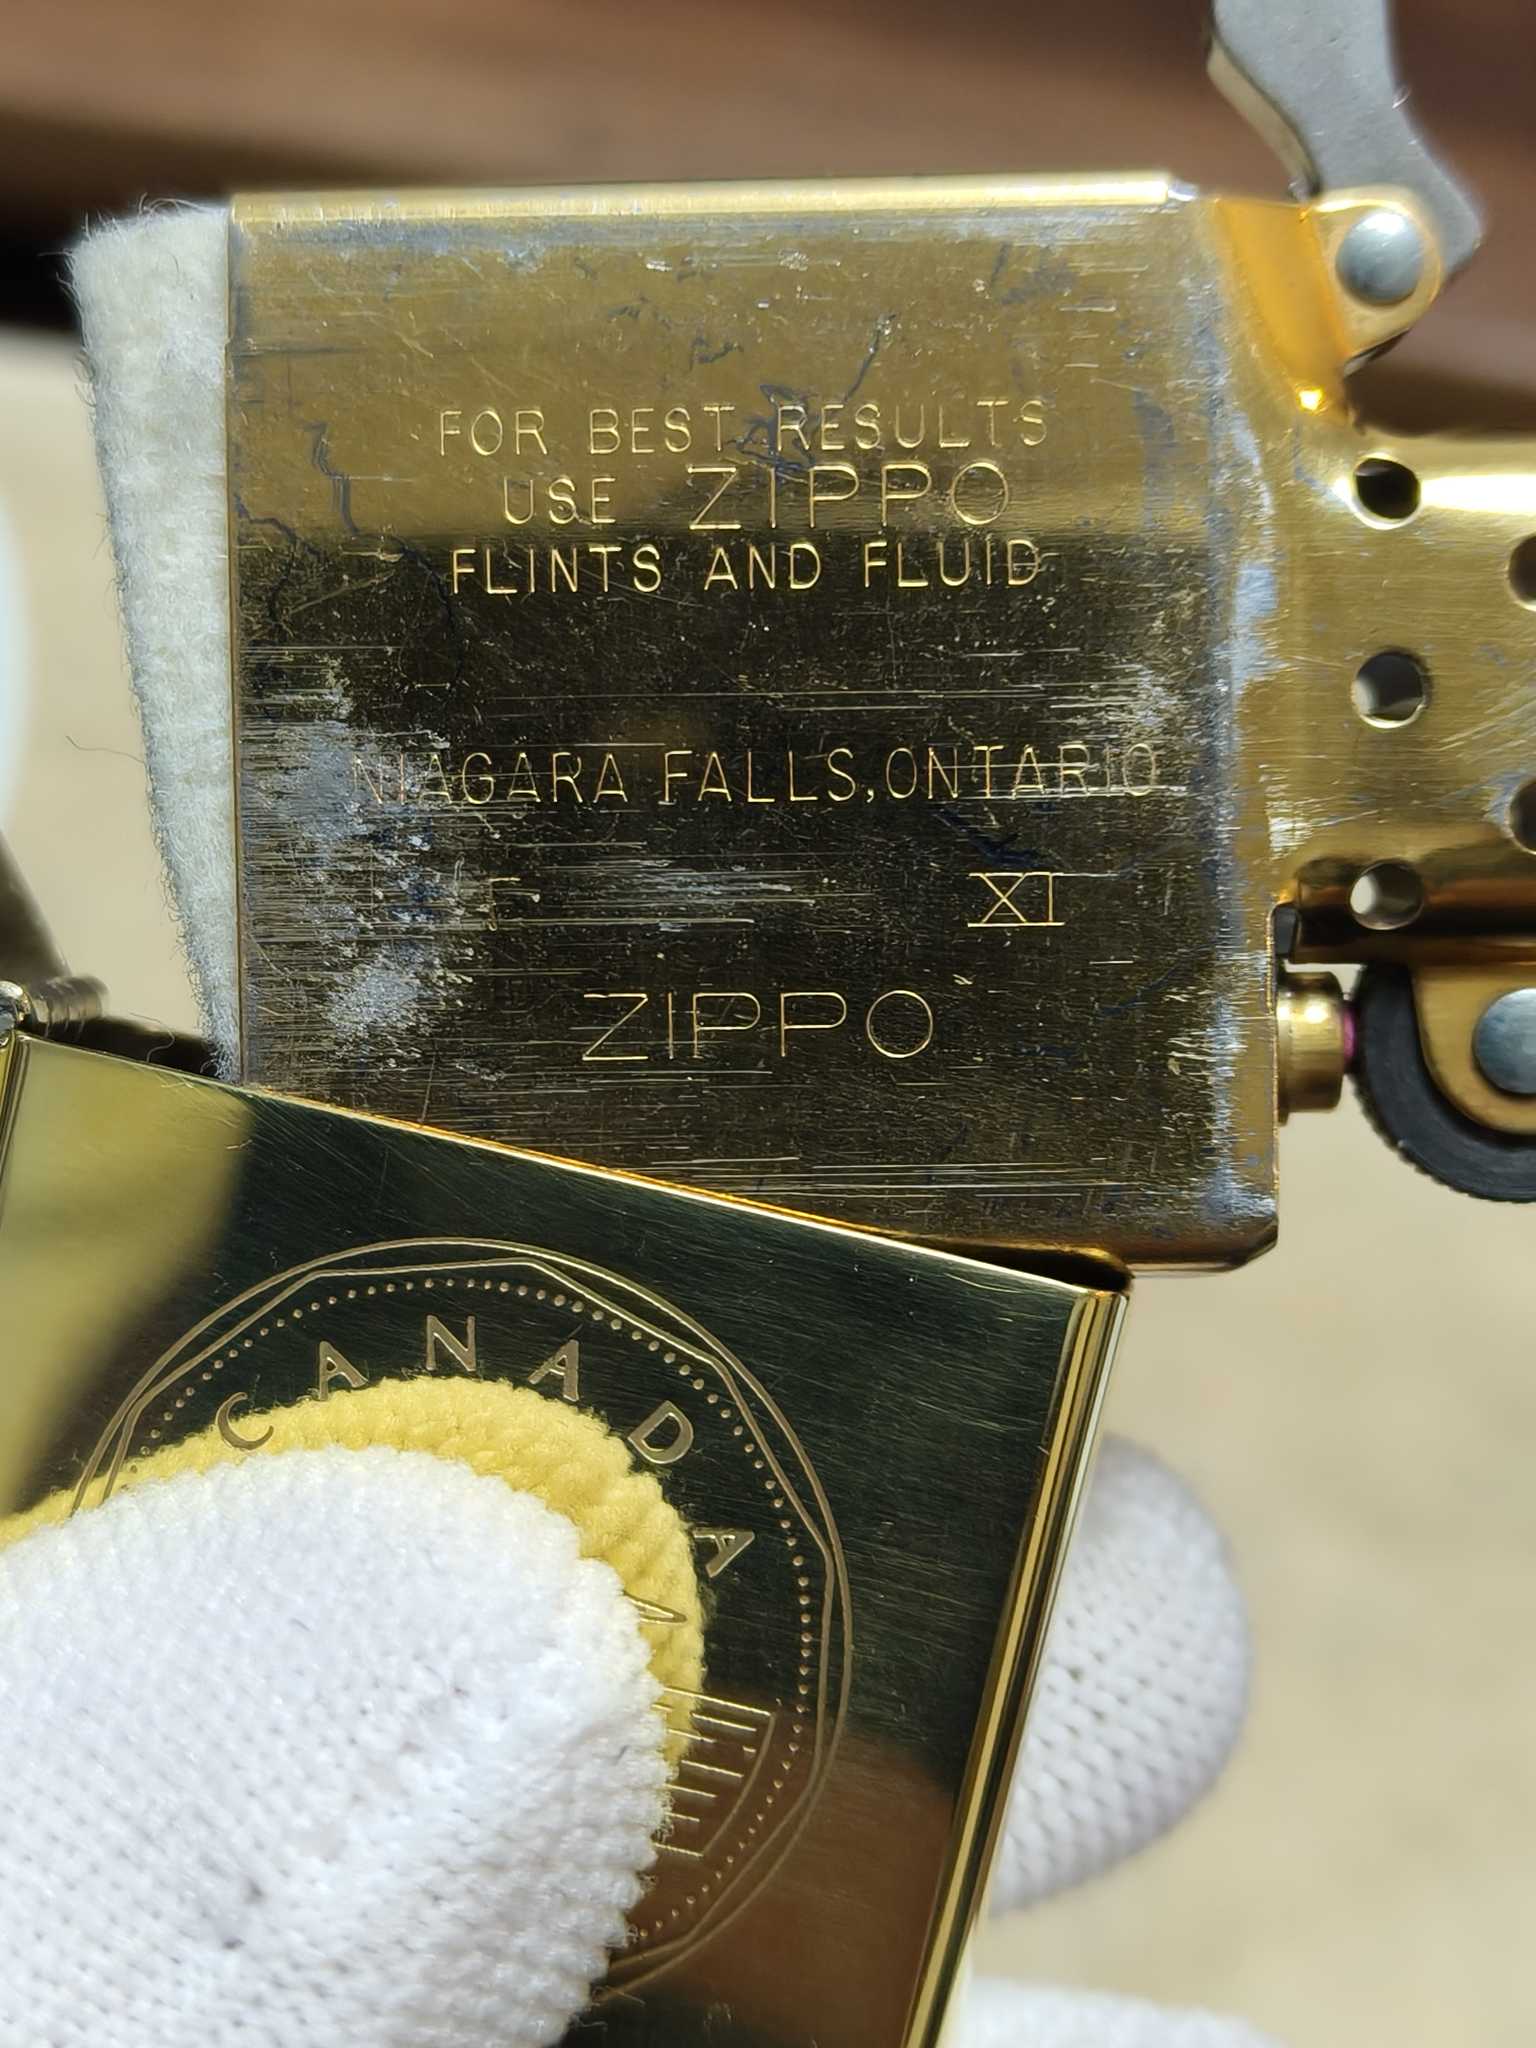 FOR BEST RESULTS
USE ZIPPO
FLINTS AND FLUID
NIAGARA FALLS, ONTARIO
XI
ZIPPO
CANADA